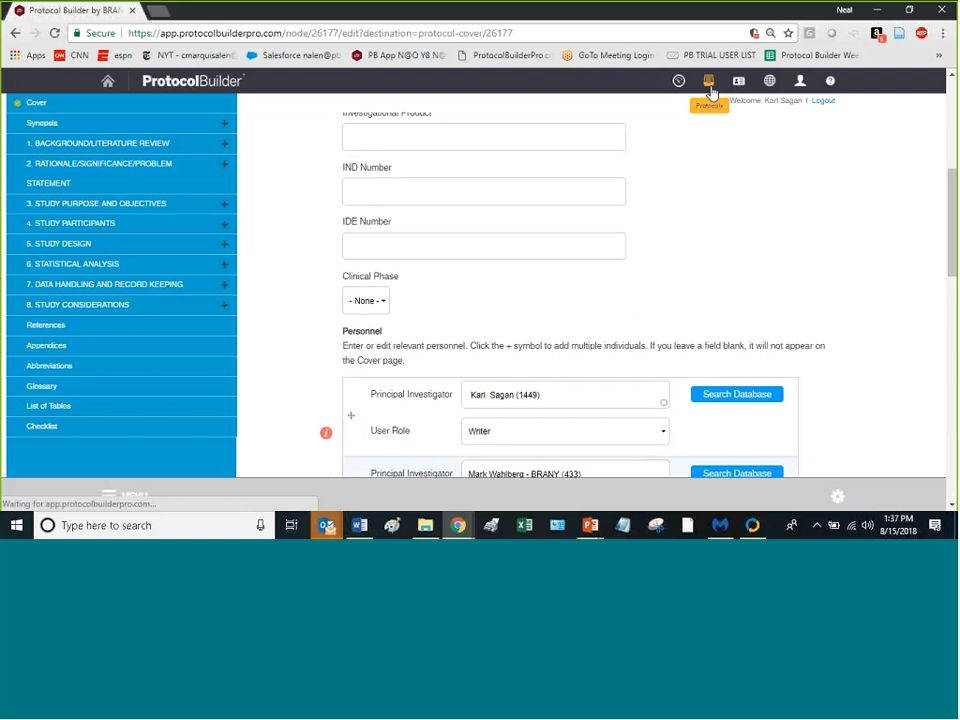 Protocol Builder by BRAN
Neal
Secure
https://app.protocolbuilderpro.com/node/26177/edit?destination=protocol-cover/26177
Apps
CNN
espn
NYT - cmarquisalen
Salesforce nalen@etc
PB App N@O Y8 N@
ProtocolBuilderPro.c
GoTo Meeting Login
PB TRIAL USER LIST
Protocol Builder Wee
ProtocolBuilder
Protocols
Welcome Karl Sagan | Logout
Cover
Synopsis
1. BACKGROUND/LITERATURE REVIEW
2. RATIONALE/SIGNIFICANCE/PROBLEM
STATEMENT
3. STUDY PURPOSE AND OBJECTIVES
4. STUDY PARTICIPANTS
5. STUDY DESIGN
6. STATISTICAL ANALYSIS
7. DATA HANDLING AND RECORD KEEPING
8. STUDY CONSIDERATIONS
References
Appendices
Abbreviations
Glossary
List of Tables
Checklist
Investigational Product
IND Number
IDE Number
Clinical Phase
- None -
Personnel
Enter or edit relevant personnel. Click the + symbol to add multiple individuals. If you leave a field blank, it will not appear on
the Cover page.
Principal Investigator
Karl Sagan (1449)
Search Database
User Role
Writer
Principal Investigator
Mark Wahlberg - BRANY (433)
Search Database
MENU
Waiting for app.protocolbuilderpro.com...
Type here to search
1:37 PM
8/15/2018